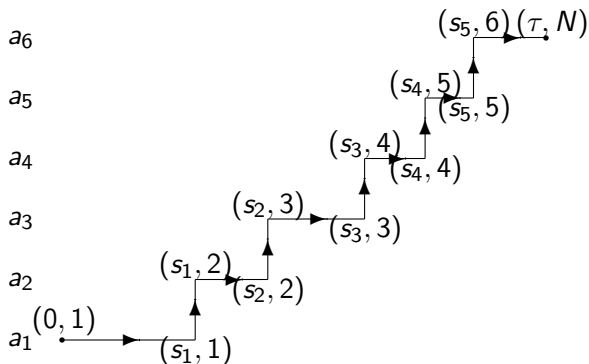 a₆ (s₅, 6) (τ, N)
a₅ (s₄, 5) (s₅, 5)
a₄ (s₃, 4) (s₄, 4)
a₃ (s₂, 3) (s₃, 3)
a₂ (s₁, 2) (s₂, 2)
a₁ (0, 1) (s₁, 1)